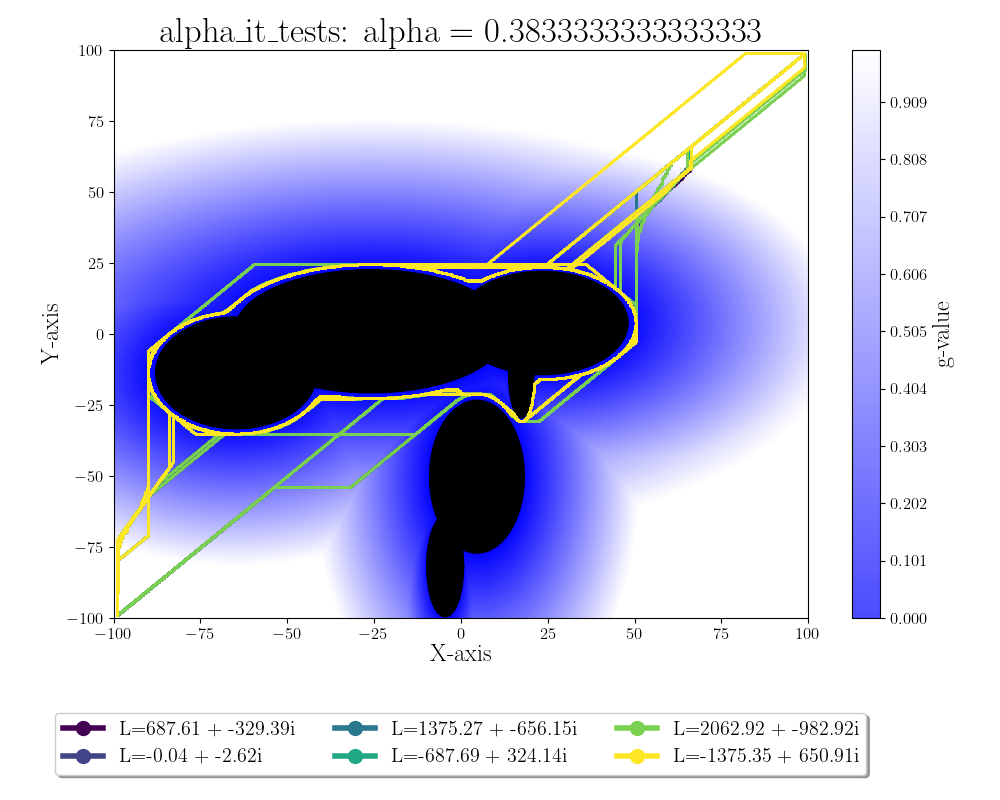 alpha_it_tests: alpha = 0.3833333333333333
100
75
50
25
0
−25
−50
−75
−100
Y-axis
−100 −75 −50 −25 0 25 50 75 100
X-axis
0.909
0.808
0.707
0.606
0.505
0.404
0.303
0.202
0.101
0.000
g-value
L=687.61 + -329.39i L=1375.27 + -656.15i L=2062.92 + -982.92i
L=-0.04 + -2.62i L=-687.69 + 324.14i L=-1375.35 + 650.91i